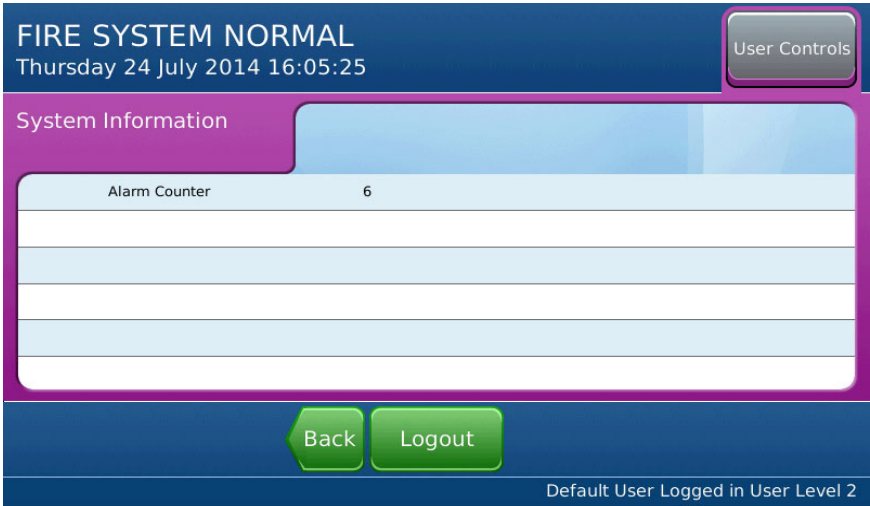 FIRE SYSTEM NORMAL
Thursday 24 July 2014 16:05:25
User Controls
System Information
Alarm Counter 6
Back
Logout
Default User Logged in User Level 2